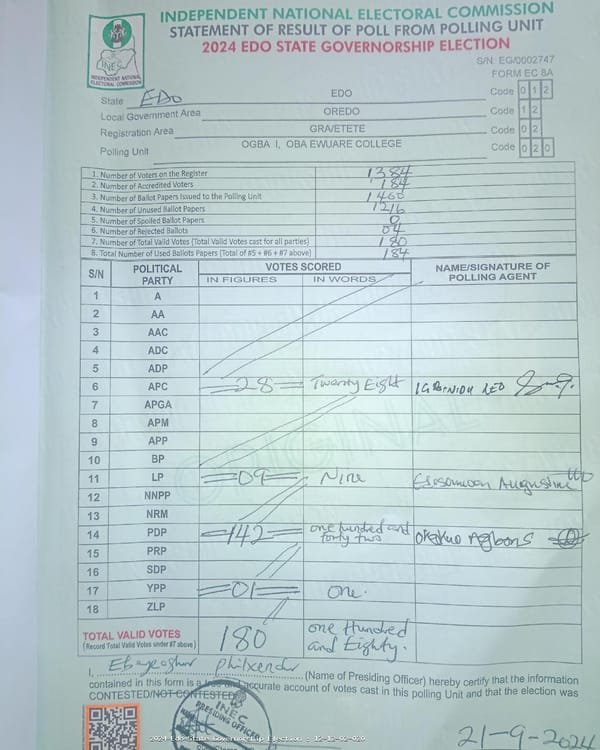 INDEPENDENT NATIONAL ELECTORAL COMMISSION
STATEMENT OF RESULT OF POLL FROM POLLING UNIT
2024 EDO STATE GOVERNORSHIP ELECTION
INEC
INDEPENDENT NATIONAL ELECTORAL COMMISSION
S/N: EG/0002747
FORM EC 8A
State EDO EDO Code 0 1 2
Local Government Area OREDO Code 1 2
Registration Area GRA/ETETE Code 0 2
Polling Unit OGBA I, OBA EWUARE COLLEGE Code 0 2 0
1. Number of Voters on the Register 1384
2. Number of Accredited Voters 184
3. Number of Ballot Papers Issued to the Polling Unit 1400
4. Number of Unused Ballot Papers 1216
5. Number of Spoiled Ballot Papers 0
6. Number of Rejected Ballots 04
7. Number of Total Valid Votes (Total Valid Votes cast for all parties) 180
8. Total Number of Used Ballots Papers (Total of #5 + #6 + #7 above) 184
S/N POLITICAL PARTY VOTES SCORED NAME/SIGNATURE OF POLLING AGENT
IN FIGURES IN WORDS
1 A
2 AA
3 AAC
4 ADC
5 ADP
6 APC 28 Twenty Eight
7 APGA
8 APM
9 APP
10 BP
11 LP 09 Nine Augustine
12 NNPP
13 NRM
14 PDP 142 one hundred and forty two
15 PRP
16 SDP
17 YPP 01 one.
18 ZLP
TOTAL VALID VOTES 180 one Hundred and Eighty.
(Record Total Valid Votes under #7 above)
ORIGINAL
I, (Name of Presiding Officer) hereby certify that the information
contained in this form is a accurate account of votes cast in this polling Unit and that the election was
CONTESTED/NOT CONTESTED
INEC
PRESIDING OFFICER
2024 Edo State Governorship Election - 12-12-02-020
21-9-2024